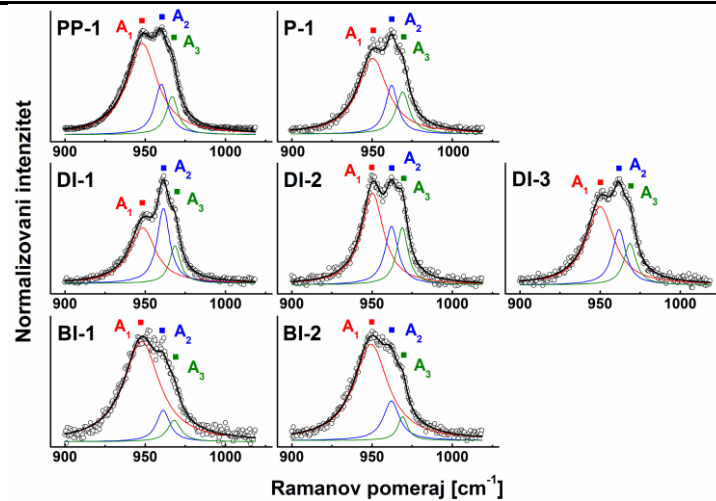 Normalizovani intenzitet
PP-1
A1
A2
A3
900 950 1000
P-1
A1
A2
A3
900 950 1000
DI-1
A1
A2
A3
900 950 1000
DI-2
A1
A2
A3
900 950 1000
DI-3
A1
A2
A3
900 950 1000
BI-1
A1
A2
A3
900 950 1000
BI-2
A1
A2
A3
900 950 1000
Ramanov pomeraj [cm⁻¹]